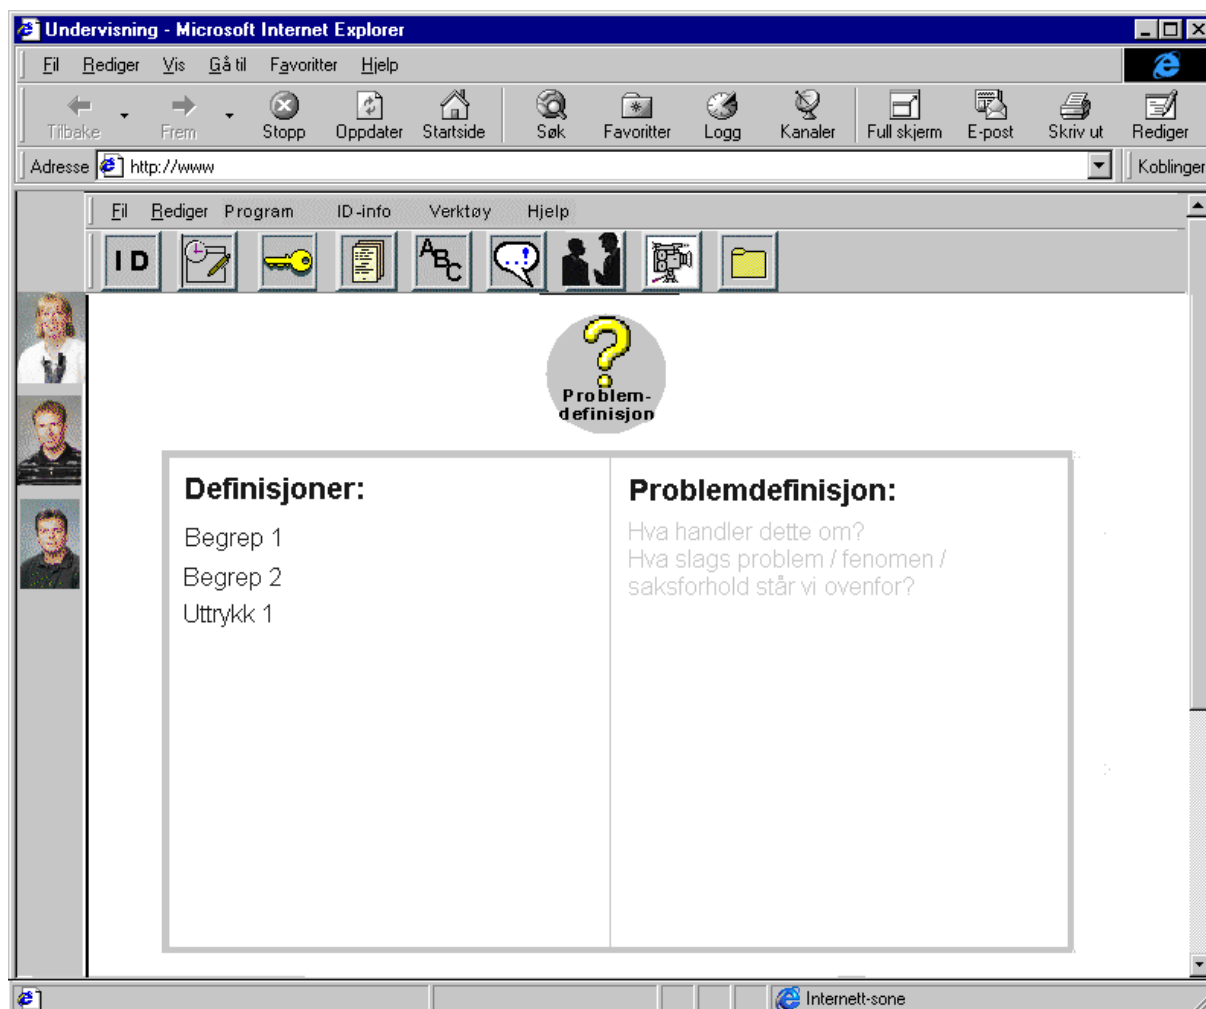 Undervisning - Microsoft Internet Explorer
Fil Rediger Vis Gå til Favoritter Hjelp
Tilbake Frem Stopp Oppdater Startside Søk Favoritter Logg Kanaler Full skjerm E-post Skriv ut Rediger
Adresse http://www Koblinger
Fil Rediger Program ID-info Verktøy Hjelp
ID ABC ...!
?
Problem-
definisjon
Definisjoner:
Begrep 1
Begrep 2
Uttrykk 1
Problemdefinisjon:
Hva handler dette om?
Hva slags problem / fenomen /
saksforhold står vi ovenfor?
Internett-sone